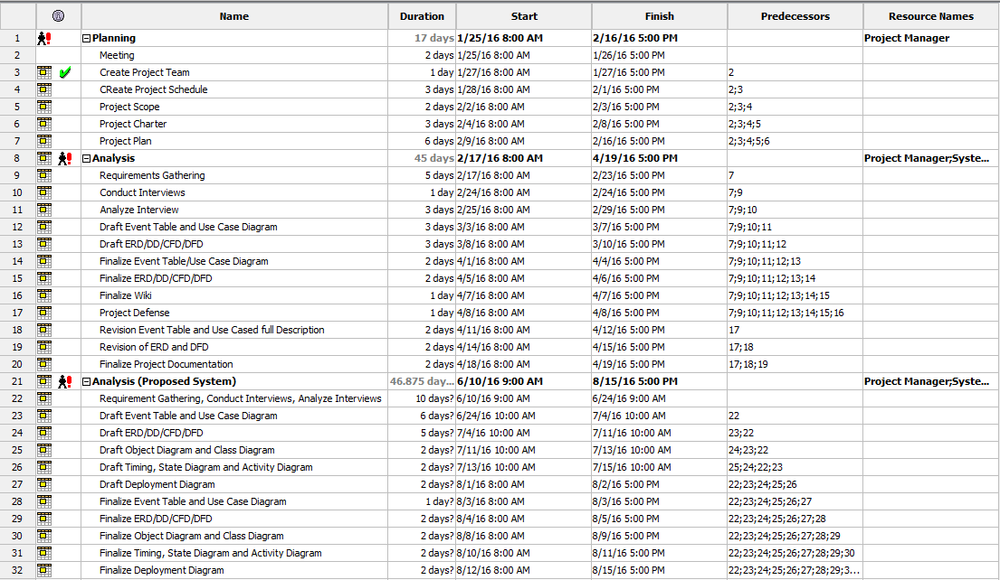 Name Duration Start Finish Predecessors Resource Names
1 Planning 17 days 1/25/16 8:00 AM 2/16/16 5:00 PM Project Manager
2 Meeting 2 days 1/25/16 8:00 AM 1/26/16 5:00 PM
3 Create Project Team 1 day 1/27/16 8:00 AM 1/27/16 5:00 PM 2
4 CReate Project Schedule 3 days 1/28/16 8:00 AM 2/1/16 5:00 PM 2;3
5 Project Scope 2 days 2/2/16 8:00 AM 2/3/16 5:00 PM 2;3;4
6 Project Charter 3 days 2/4/16 8:00 AM 2/8/16 5:00 PM 2;3;4;5
7 Project Plan 6 days 2/9/16 8:00 AM 2/16/16 5:00 PM 2;3;4;5;6
8 Analysis 45 days 2/17/16 8:00 AM 4/19/16 5:00 PM Project Manager;Syste...
9 Requirements Gathering 5 days 2/17/16 8:00 AM 2/23/16 5:00 PM 7
10 Conduct Interviews 1 day 2/24/16 8:00 AM 2/24/16 5:00 PM 7;9
11 Analyze Interview 3 days 2/25/16 8:00 AM 2/29/16 5:00 PM 7;9;10
12 Draft Event Table and Use Case Diagram 3 days 3/3/16 8:00 AM 3/7/16 5:00 PM 7;9;10;11
13 Draft ERD/DD/CFD/DFD 3 days 3/8/16 8:00 AM 3/10/16 5:00 PM 7;9;10;11;12
14 Finalize Event Table/Use Case Diagram 2 days 4/1/16 8:00 AM 4/4/16 5:00 PM 7;9;10;11;12;13
15 Finalize ERD/DD/CFD/DFD 2 days 4/5/16 8:00 AM 4/6/16 5:00 PM 7;9;10;11;12;13;14
16 Finalize Wiki 1 day 4/7/16 8:00 AM 4/7/16 5:00 PM 7;9;10;11;12;13;14;15
17 Project Defense 1 day 4/8/16 8:00 AM 4/8/16 5:00 PM 7;9;10;11;12;13;14;15;16
18 Revision Event Table and Use Cased full Description 2 days 4/11/16 8:00 AM 4/12/16 5:00 PM 17
19 Revision of ERD and DFD 2 days 4/14/16 8:00 AM 4/15/16 5:00 PM 17;18
20 Finalize Project Documentation 2 days 4/18/16 8:00 AM 4/19/16 5:00 PM 17;18;19
21 Analysis (Proposed System) 46.875 day... 6/10/16 9:00 AM 8/15/16 5:00 PM Project Manager;Syste...
22 Requirement Gathering, Conduct Interviews, Analyze Interviews 10 days? 6/10/16 9:00 AM 6/24/16 9:00 AM
23 Draft Event Table and Use Case Diagram 6 days? 6/24/16 10:00 AM 7/4/16 10:00 AM 22
24 Draft ERD/DD/CFD/DFD 5 days? 7/4/16 10:00 AM 7/11/16 10:00 AM 23;22
25 Draft Object Diagram and Class Diagram 2 days? 7/11/16 10:00 AM 7/13/16 10:00 AM 24;23;22
26 Draft Timing, State Diagram and Activity Diagram 2 days? 7/13/16 10:00 AM 7/15/16 10:00 AM 25;24;22;23
27 Draft Deployment Diagram 2 days? 8/1/16 8:00 AM 8/2/16 5:00 PM 22;23;24;25;26
28 Finalize Event Table and Use Case Diagram 1 day? 8/3/16 8:00 AM 8/3/16 5:00 PM 22;23;24;25;26;27
29 Finalize ERD/DD/CFD/DFD 2 days? 8/4/16 8:00 AM 8/5/16 5:00 PM 22;23;24;25;26;27;28
30 Finalize Object Diagram and Class Diagram 2 days? 8/8/16 8:00 AM 8/9/16 5:00 PM 22;23;24;25;26;27;28;29
31 Finalize Timing, State Diagram and Activity Diagram 2 days? 8/10/16 8:00 AM 8/11/16 5:00 PM 22;23;24;25;26;27;28;29;30
32 Finalize Deployment Diagram 2 days? 8/12/16 8:00 AM 8/15/16 5:00 PM 22;23;24;25;26;27;28;29;3...